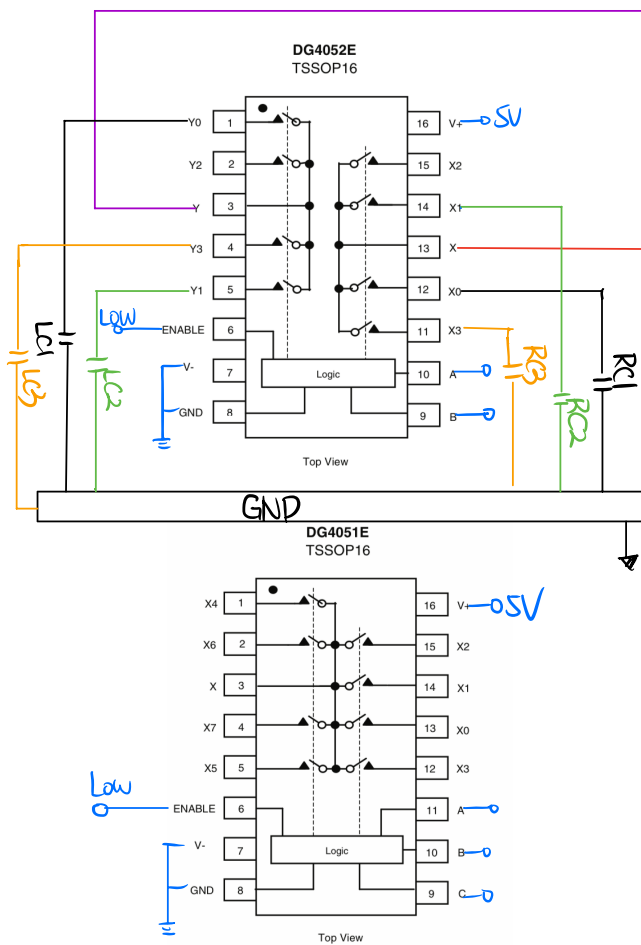 DG4052E
TSSOP16
Y0 1 16 V+ 5V
Y2 2 15 X2
Y 3 14 X1
Y3 4 13 X
Y1 5 12 X0
LOW
ENABLE 6 11 X3
V- 7 Logic 10 A
GND 8 9 B
LC1
LC3
LC2
RC3
RC1
RC2
Top View
GND
DG4051E
TSSOP16
X4 1 16 V+ 5V
X6 2 15 X2
X 3 14 X1
X7 4 13 X0
X5 5 12 X3
Low
ENABLE 6 11 A
V- 7 Logic 10 B
GND 8 9 C
Top View